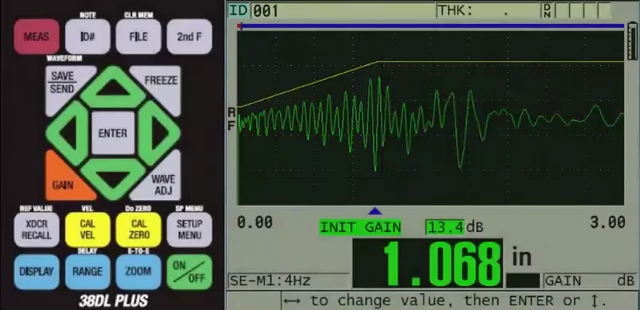 NOTE CLR MEM
MEAS ID# FILE 2nd F
WAVEFORM
SAVE/SEND FREEZE
ENTER
GAIN WAVE ADJ
REF VALUE VEL Do ZERO SP MENU
XDCR RECALL CAL VEL CAL ZERO SETUP MENU
DELAY E-TO-E
DISPLAY RANGE ZOOM ON/OFF
38DL PLUS
ID 001 THK: . DN
RF
0.00 3.00
INIT GAIN 13.4 dB
1.068 in
SE-M1:4Hz GAIN dB
↔ to change value, then ENTER or ↕.